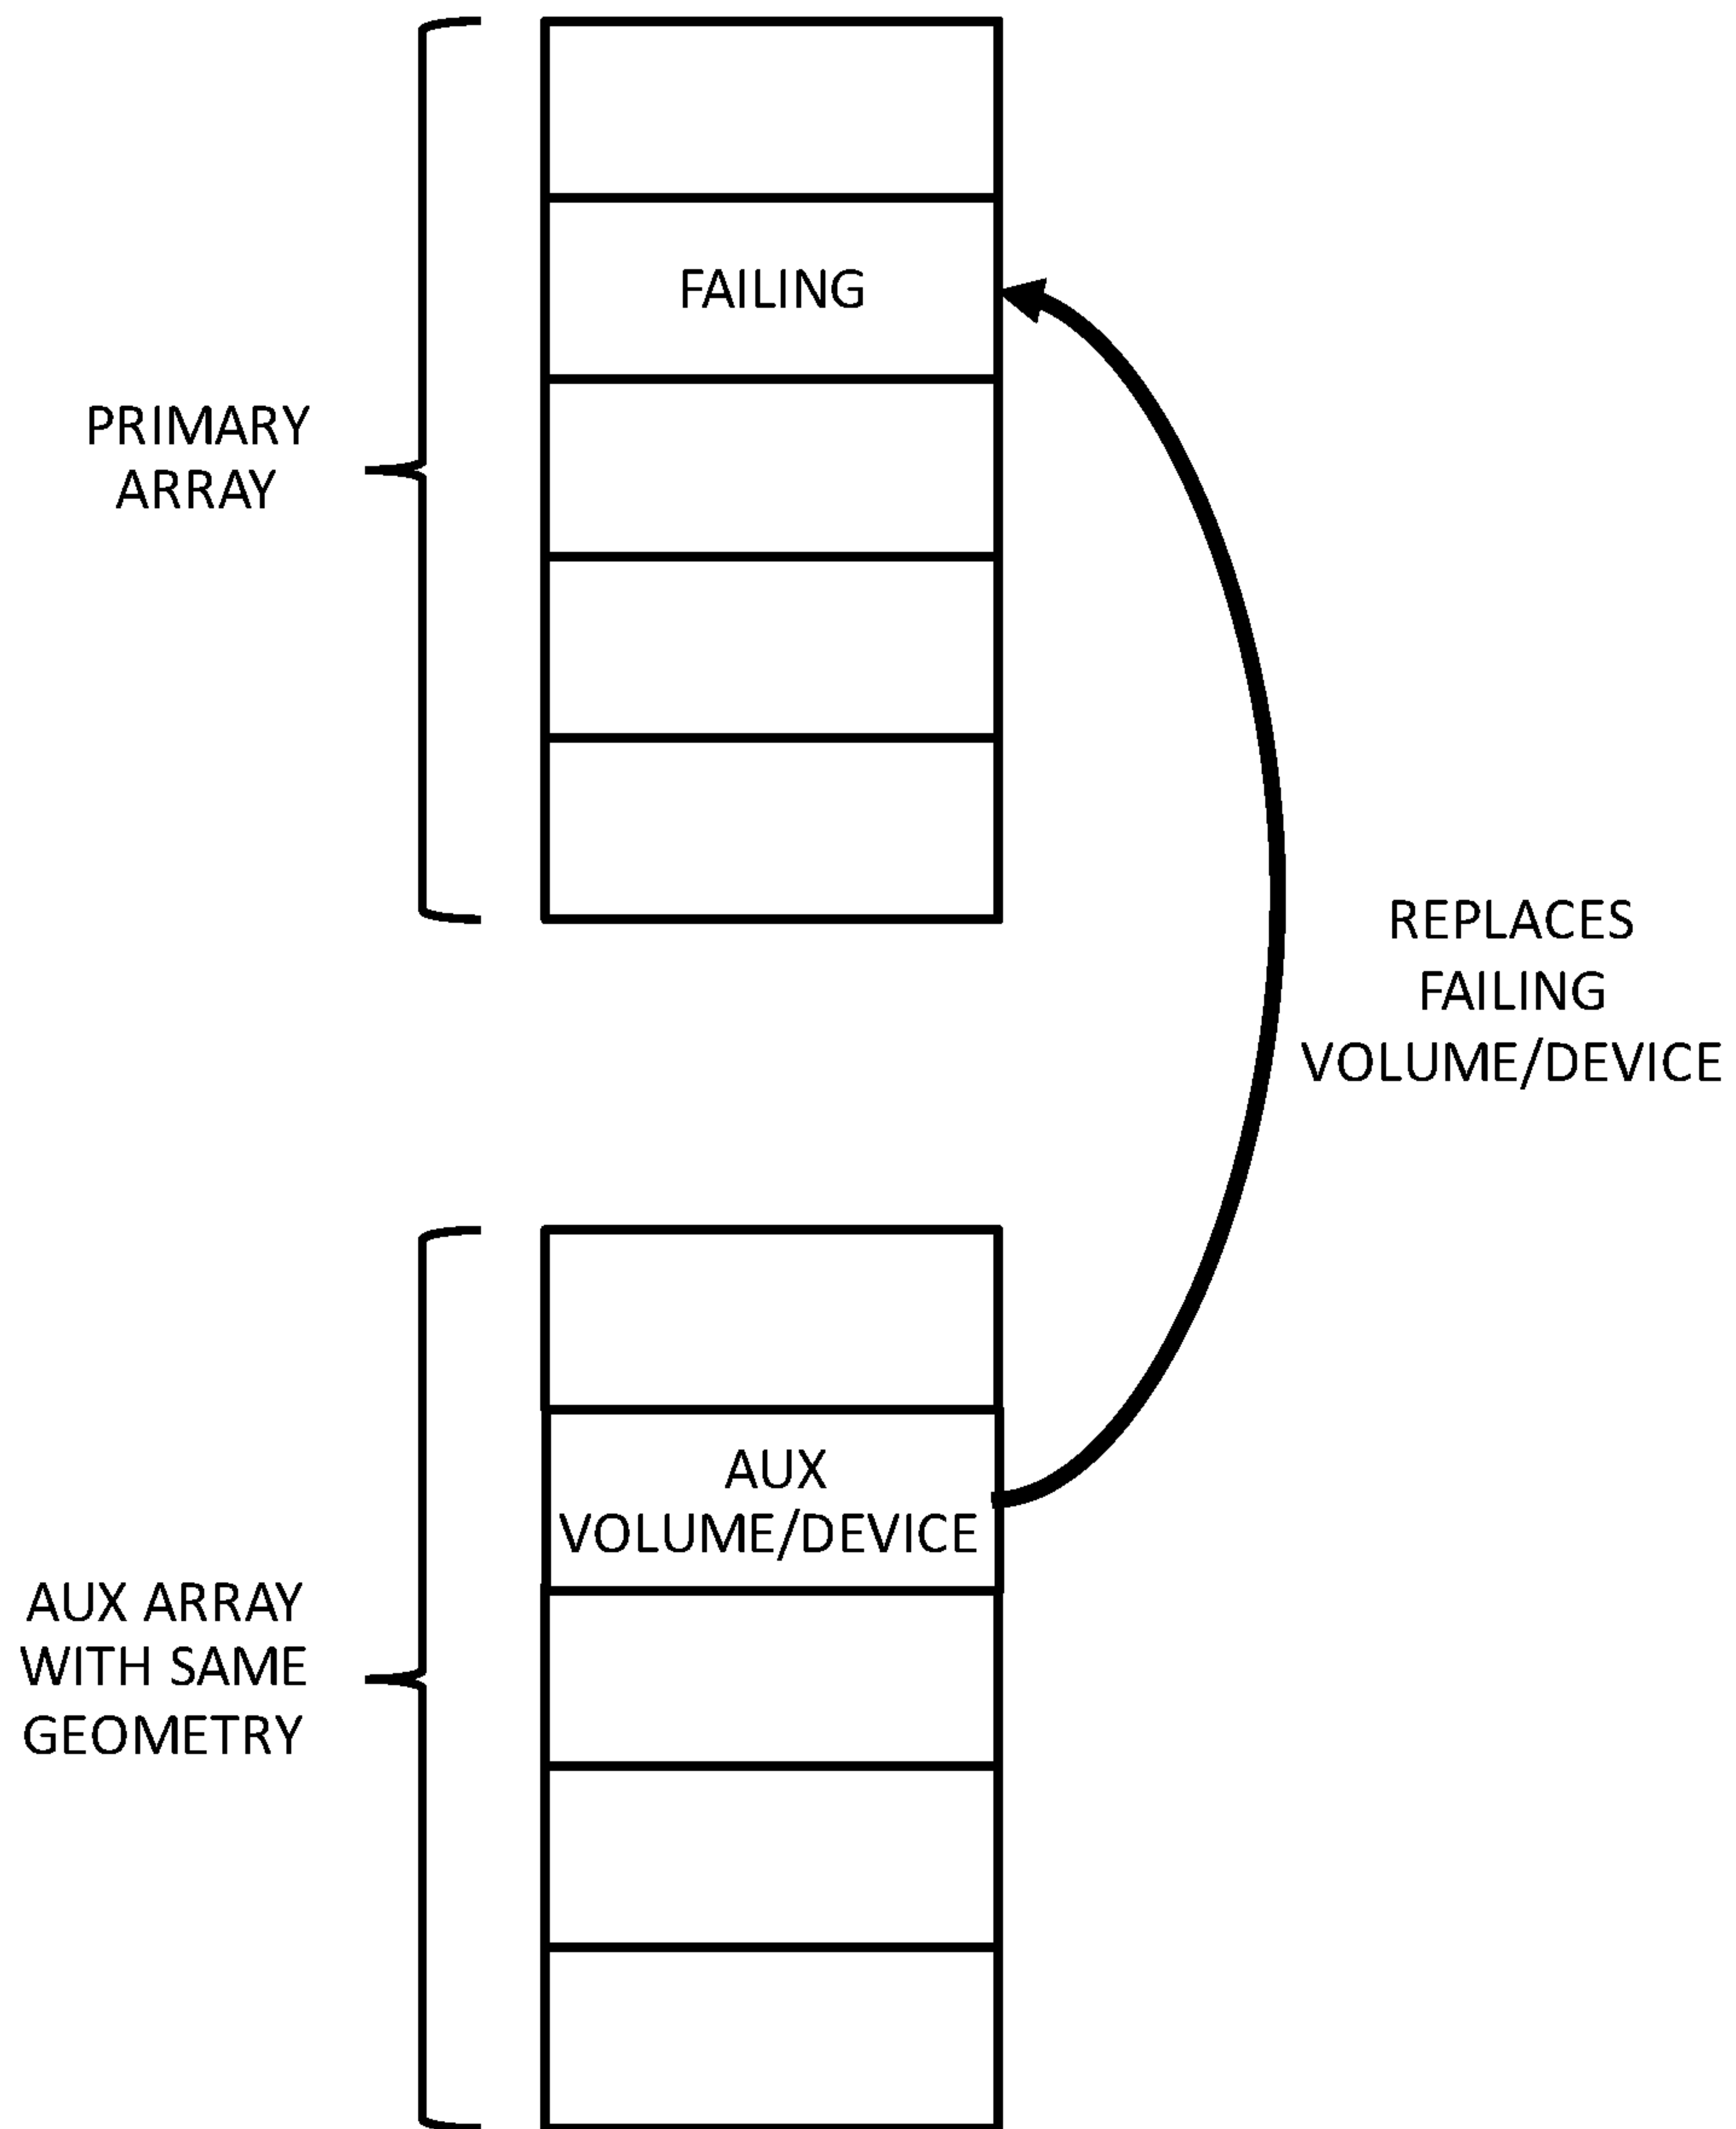 FAILING
PRIMARY
ARRAY
REPLACES
FAILING
VOLUME/DEVICE
AUX
VOLUME/DEVICE
AUX ARRAY
WITH SAME
GEOMETRY